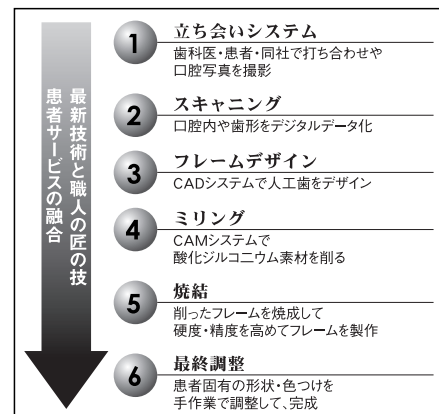 最新技術と職人の匠の技
患者サービスの融合
1
立ち会いシステム
歯科医・患者・同社で打ち合わせや
口腔写真を撮影
2
スキャニング
口腔内や歯形をデジタルデータ化
3
フレームデザイン
CADシステムで人工歯をデザイン
4
ミリング
CAMシステムで
酸化ジルコニウム素材を削る
5
焼結
削ったフレームを焼成して
硬度・精度を高めてフレームを製作
6
最終調整
患者固有の形状・色つけを
手作業で調整して、完成